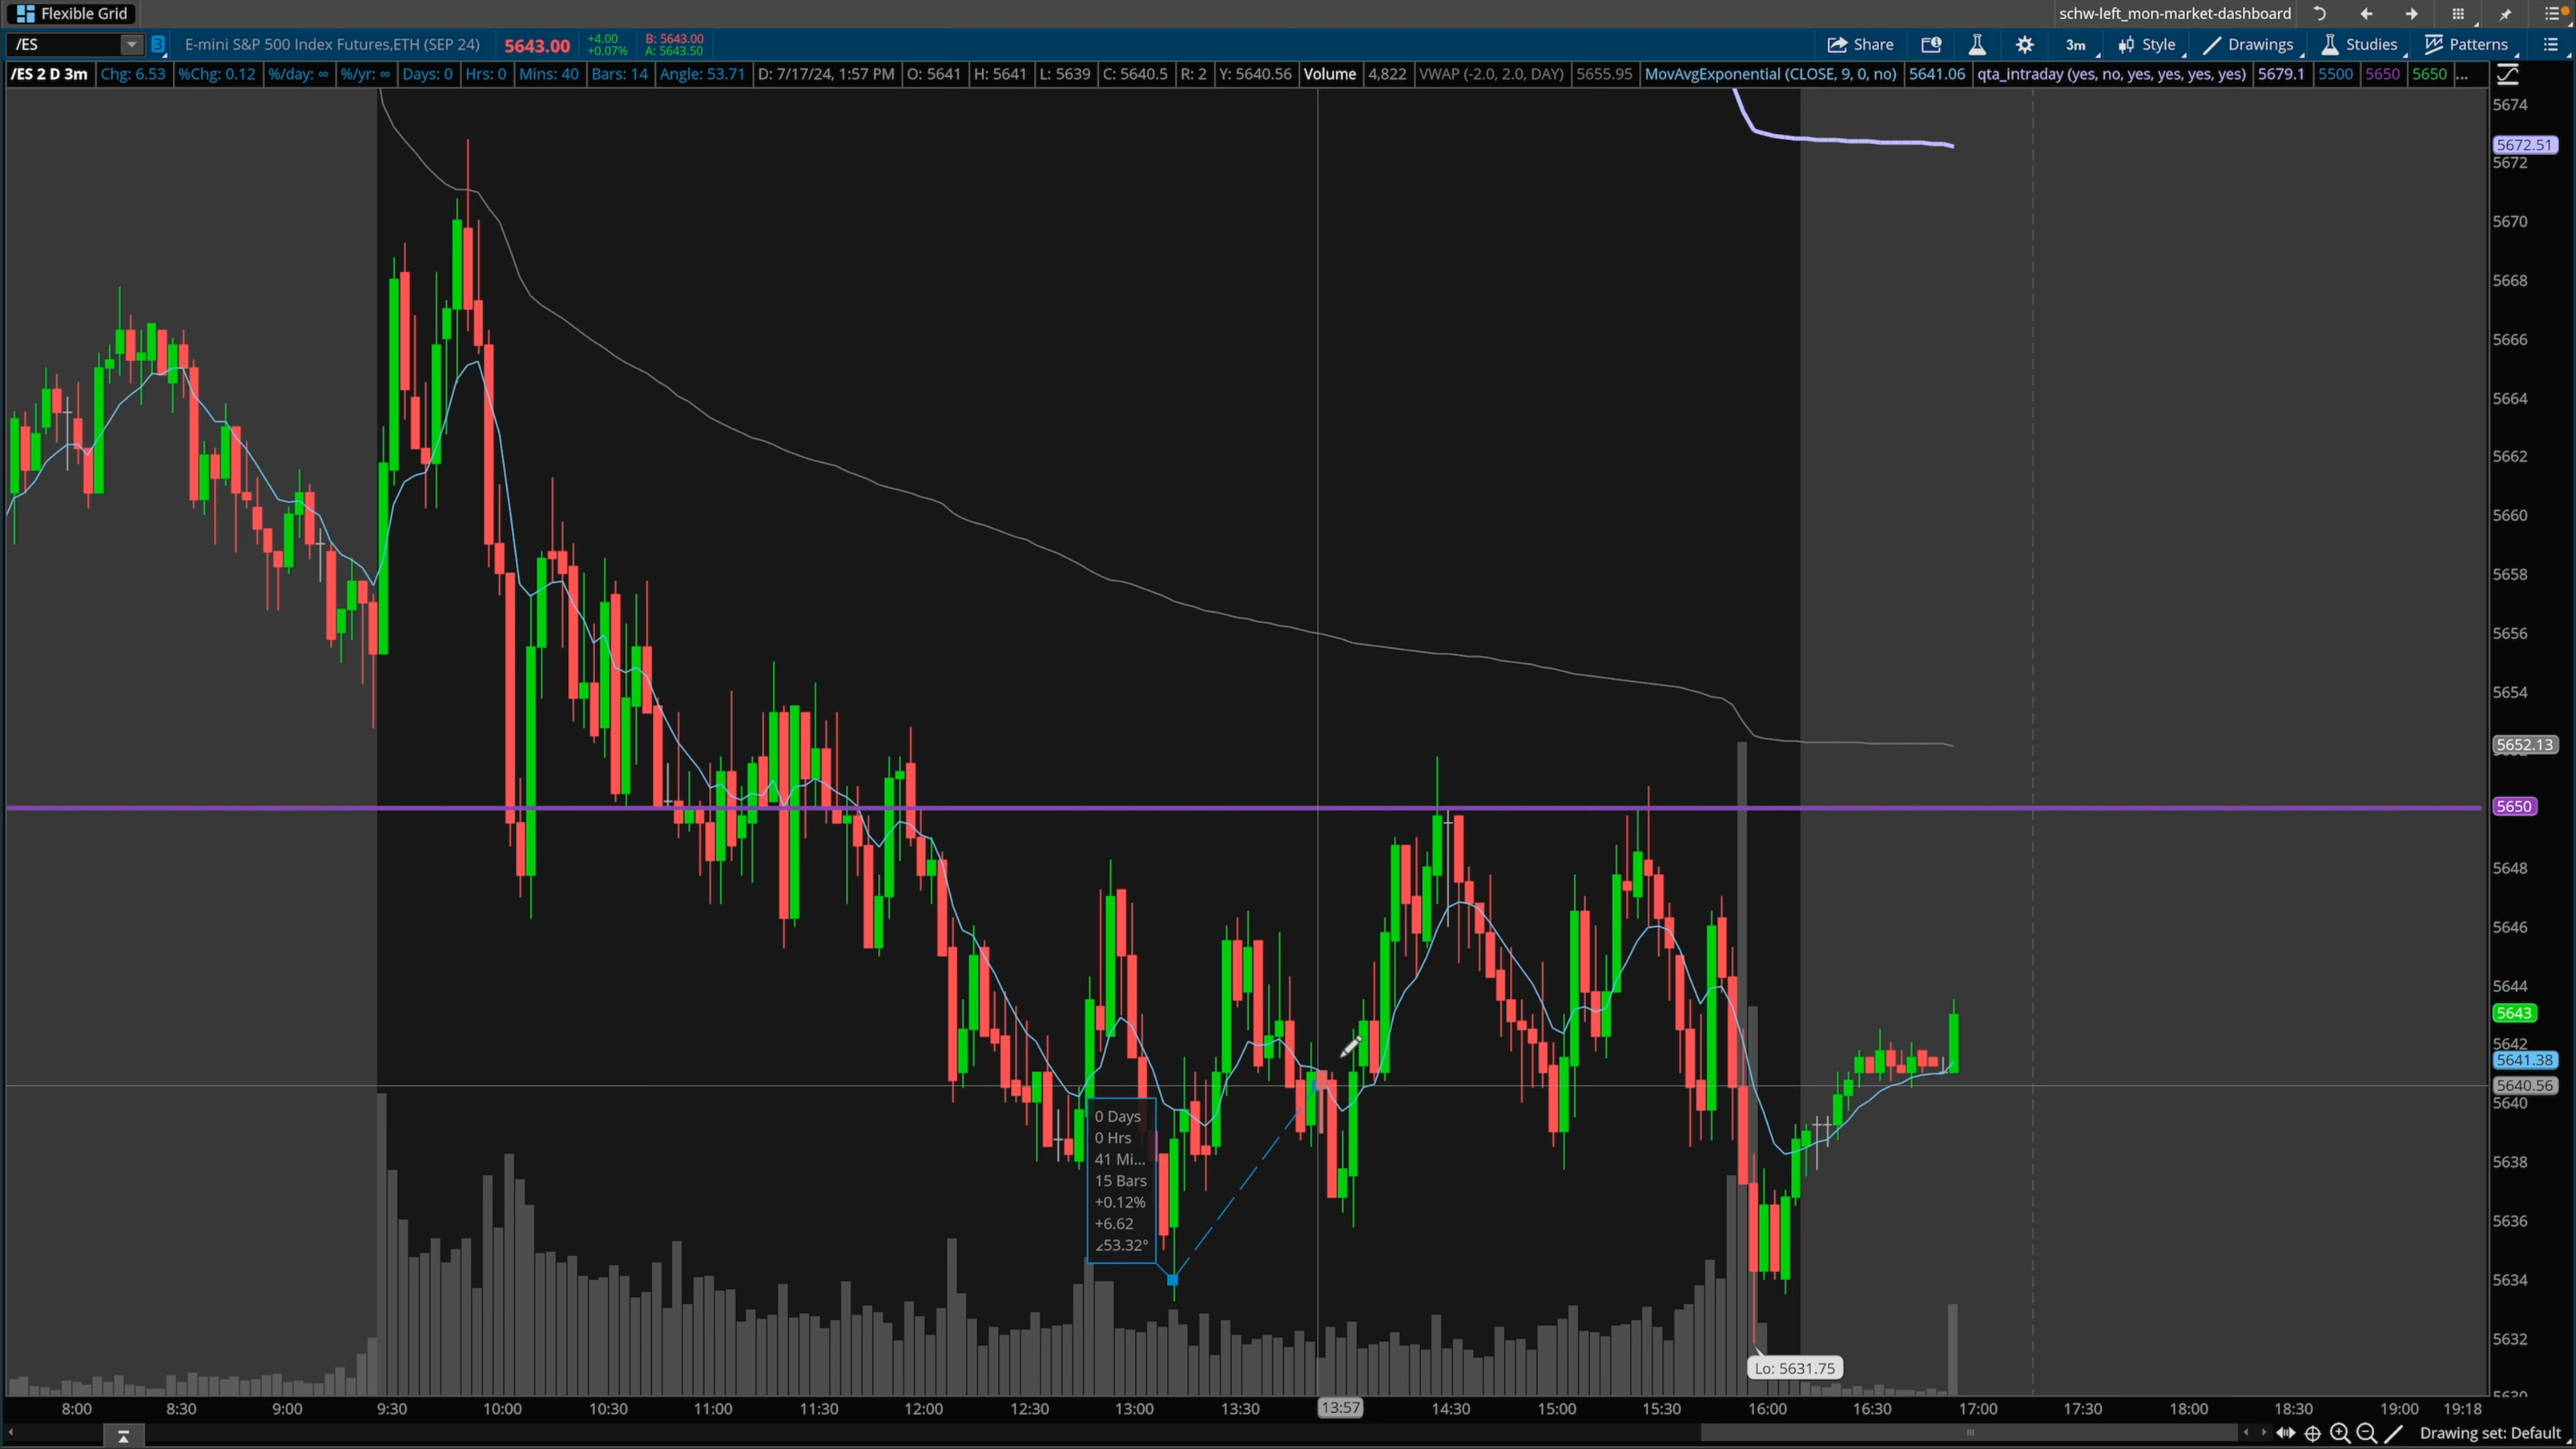 Flexible Grid
schw-left_mon-market-dashboard
/ES 3 E-mini S&P 500 Index Futures,ETH (SEP 24) 5643.00 +4.00 +0.07% B: 5643.00 A: 5643.50 Share 3m Style Drawings Studies Patterns
/ES 2 D 3m Chg: 6.53 %Chg: 0.12 %/day: ∞ %/yr: ∞ Days: 0 Hrs: 0 Mins: 40 Bars: 14 Angle: 53.71 D: 7/17/24, 1:57 PM O: 5641 H: 5641 L: 5639 C: 5640.5 R: 2 Y: 5640.56 Volume 4,822 VWAP (-2.0, 2.0, DAY) 5655.95 MovAvgExponential (CLOSE, 9, 0, no) 5641.06 qta_intraday (yes, no, yes, yes, yes, yes) 5679.1 5500 5650 5650 ...
5674
5672.51
5672
5670
5668
5666
5664
5662
5660
5658
5656
5654
5652.13
5650
5648
5646
5644
5643
5642
5641.38
5640.56
5640
5638
5636
5634
5632
0 Days
0 Hrs
41 Mi...
15 Bars
+0.12%
+6.62
∠53.32°
Lo: 5631.75
8:00 8:30 9:00 9:30 10:00 10:30 11:00 11:30 12:00 12:30 13:00 13:30 13:57 14:30 15:00 15:30 16:00 16:30 17:00 17:30 18:00 18:30 19:00 19:18
Drawing set: Default